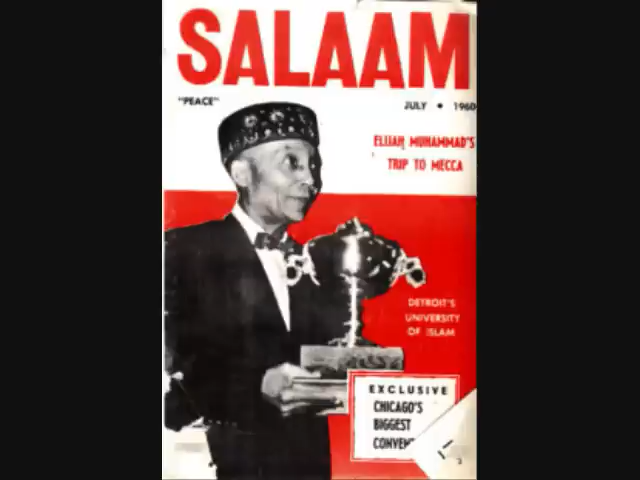 SALAAM
"PEACE"
JULY • 1960
ELIJAH MUHAMMAD'S
TRIP TO MECCA
DETROIT'S
UNIVERSITY
OF ISLAM
EXCLUSIVE
CHICAGO'S
BIGGEST